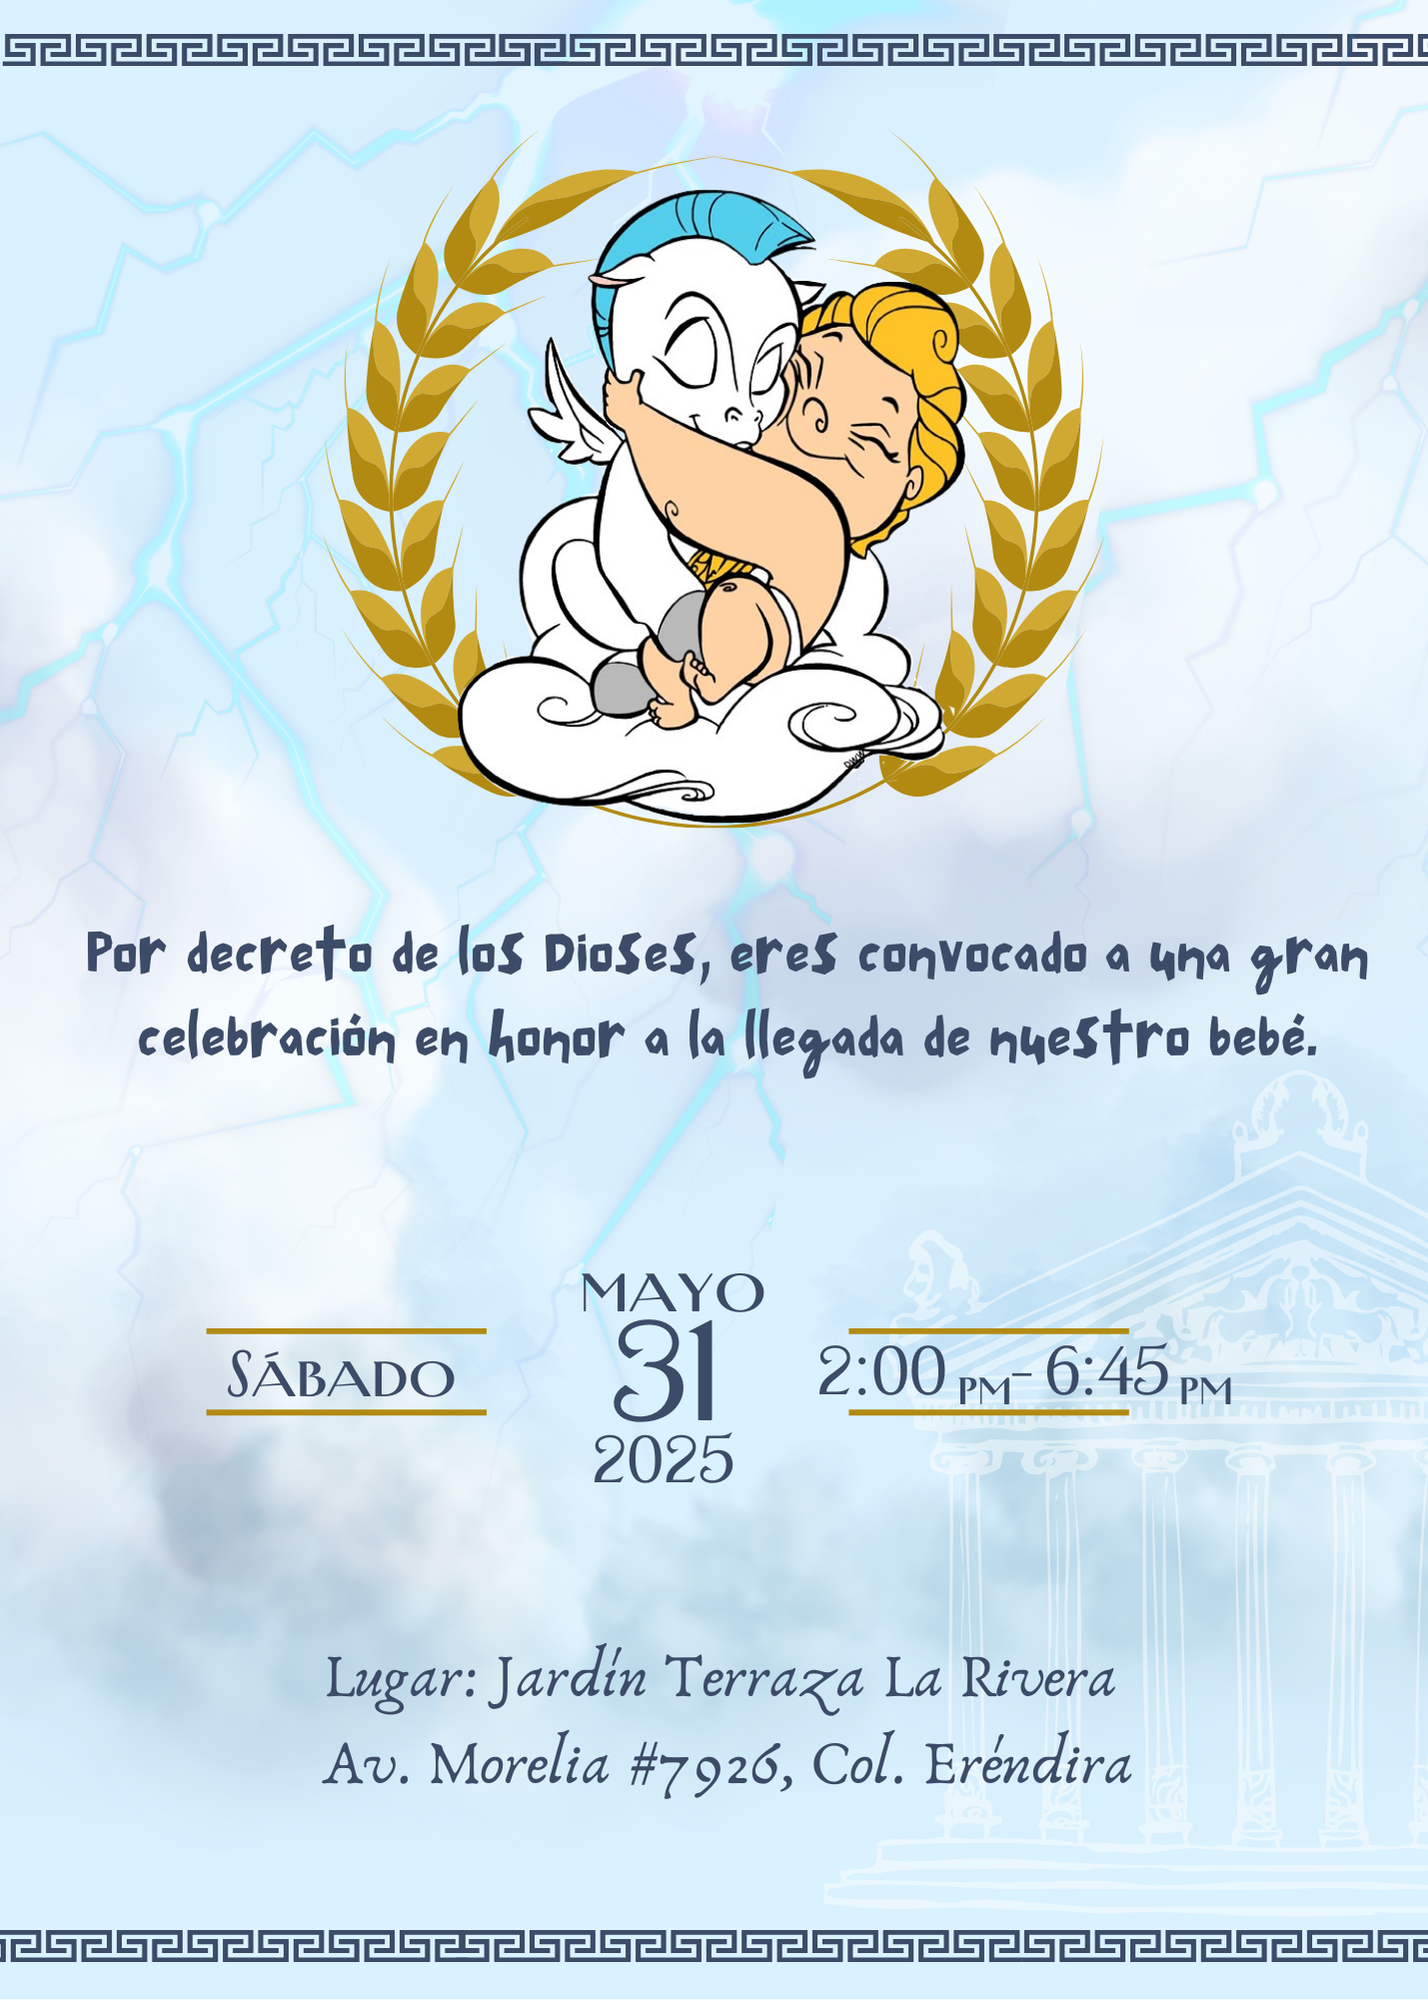 Por decreto de los Dioses, eres convocado a una gran
celebración en honor a la llegada de nuestro bebé.
MAYO
SÁBADO
31
2:00 PM- 6:45 PM
2025
Lugar: Jardín Terraza La Rivera
Av. Morelia #7926, Col. Eréndira